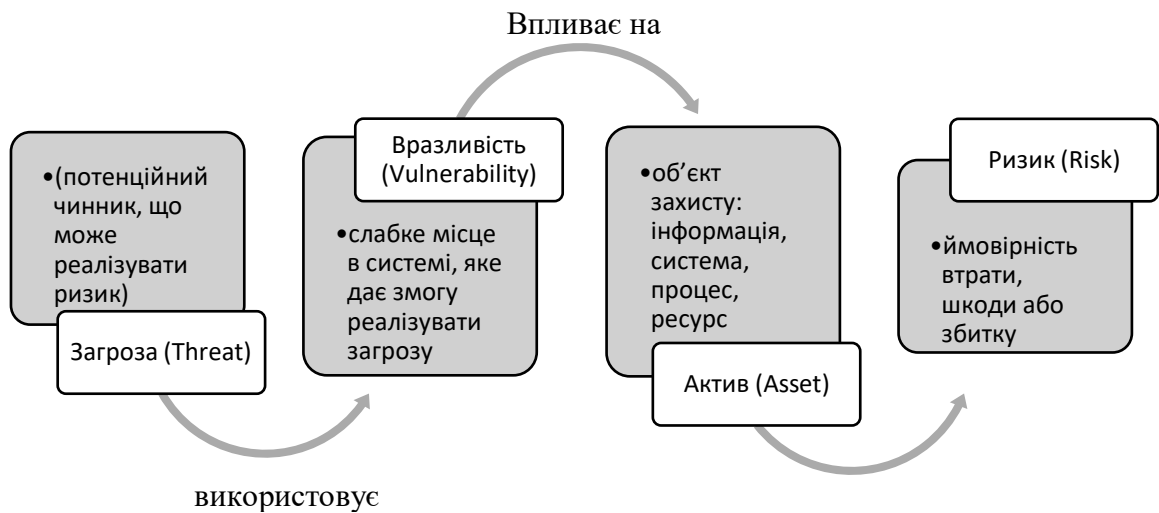 Впливає на
•(потенційний
чинник, що
може
реалізувати
ризик)
Загроза (Threat)
Вразливість
(Vulnerability)
•слабке місце
в системі, яке
дає змогу
реалізувати
загрозу
•об’єкт
захисту:
інформація,
система,
процес,
ресурс
Актив (Asset)
Ризик (Risk)
•ймовірність
втрати,
шкоди або
збитку
використовує